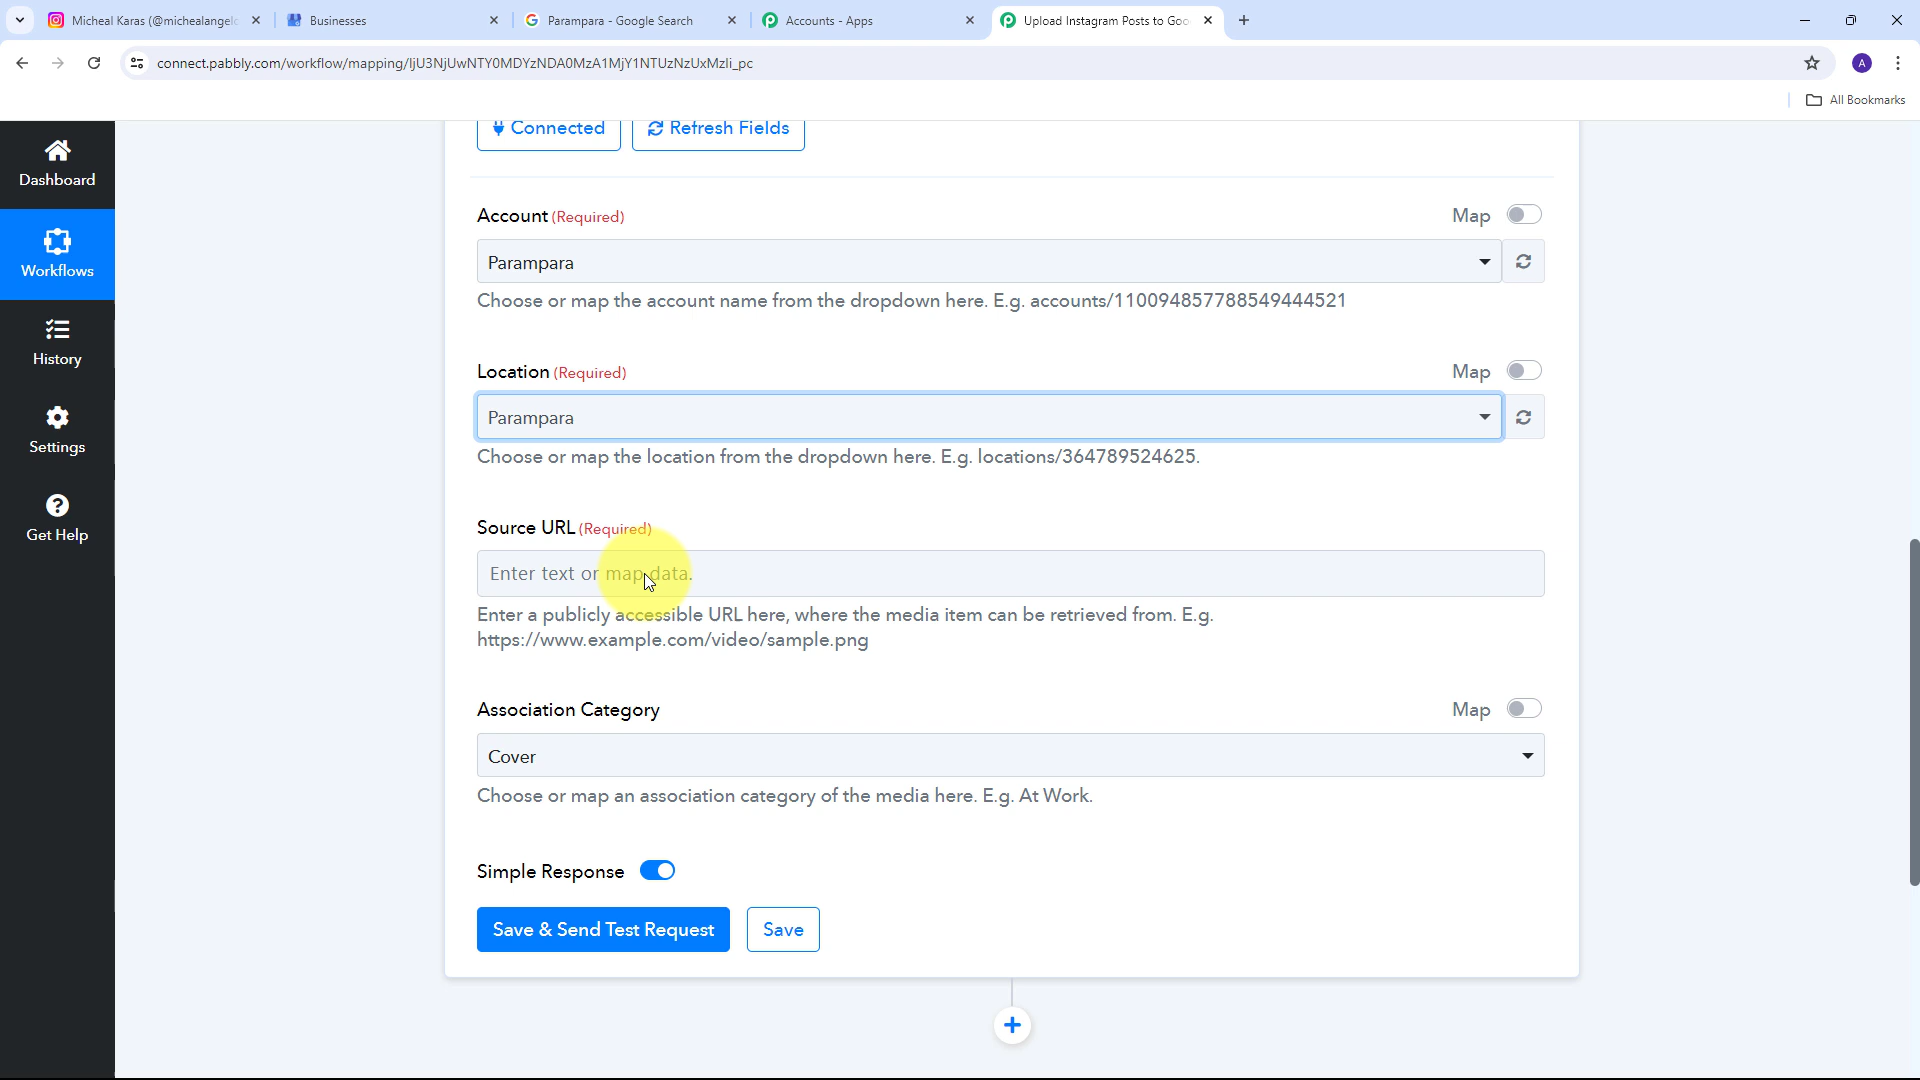 Micheal Karas (@michealangelo
Businesses
Parampara - Google Search
Accounts - Apps
Upload Instagram Posts to Goo
connect.pabbly.com/workflow/mapping/IjU3NjUwNTY0MDYzNDA0MzA1MjY1NTUzNzUxMzIi_pc
A
All Bookmarks
Dashboard
Workflows
History
Settings
Get Help
Connected
Refresh Fields
Account (Required)
Map
Parampara
Choose or map the account name from the dropdown here. E.g. accounts/110094857788549444521
Location (Required)
Map
Parampara
Choose or map the location from the dropdown here. E.g. locations/364789524625.
Source URL (Required)
Enter text or map data.
Enter a publicly accessible URL here, where the media item can be retrieved from. E.g.
https://www.example.com/video/sample.png
Association Category
Map
Cover
Choose or map an association category of the media here. E.g. At Work.
Simple Response
Save & Send Test Request
Save